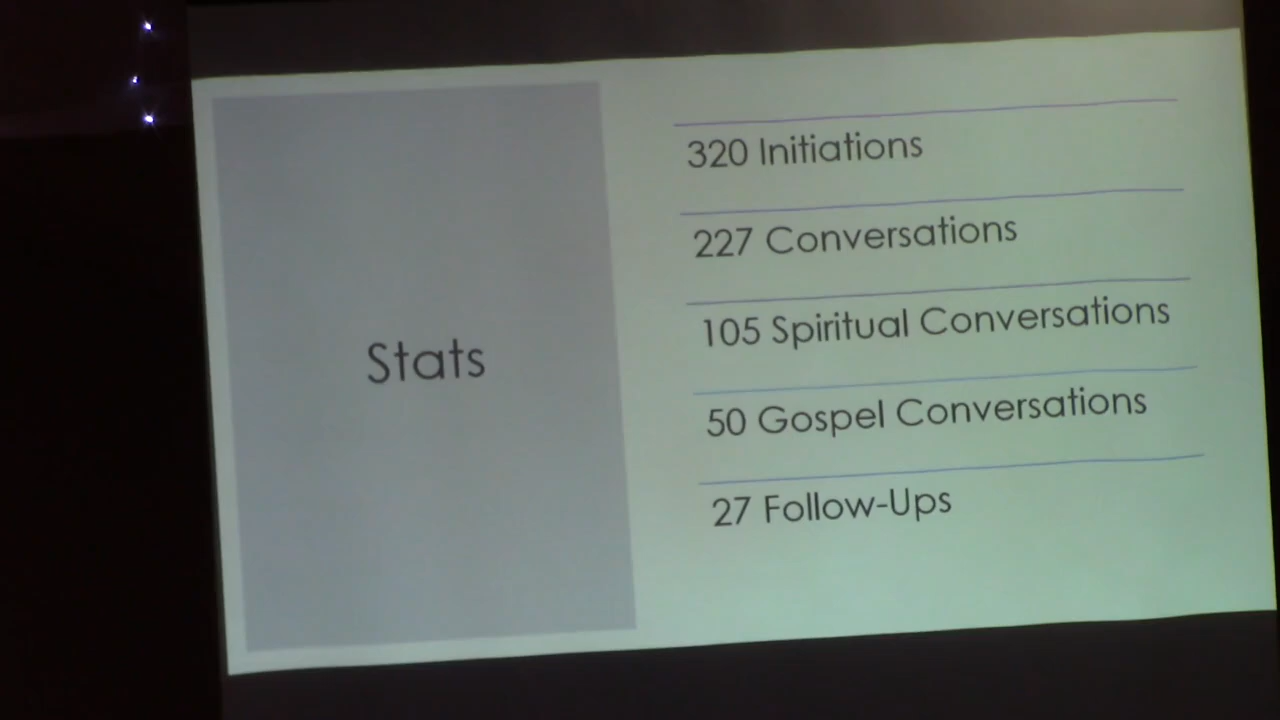 Stats
320 Initiations
227 Conversations
105 Spiritual Conversations
50 Gospel Conversations
27 Follow-Ups